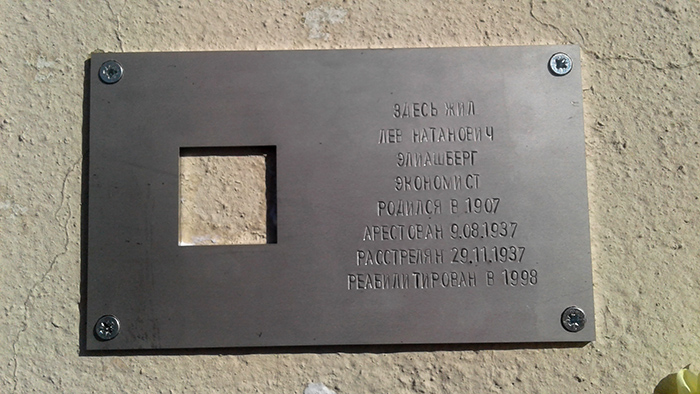 ЗДЕСЬ ЖИЛ
ЛЕВ НАТАНОВИЧ
ЭЛИАШБЕРГ
ЭКОНОМИСТ
РОДИЛСЯ В 1907
АРЕСТОВАН 9.08.1937
РАССТРЕЛЯН 29.11.1937
РЕАБИЛИТИРОВАН В 1998